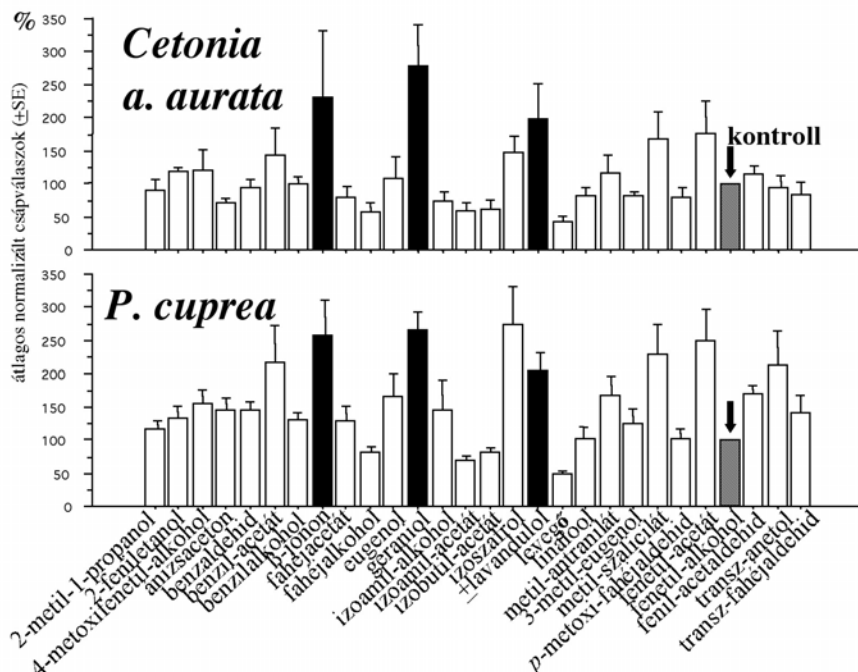 %
350
300
250
200
150
100
50
0
Cetonia
a. aurata
kontroll
átlagos normalizált csápválaszok (±SE)
350
300
250
200
150
100
50
0
P. cuprea
2-metil-1-propanol
2-feniletanol
4-metoxifenetil-alkohol
anizsaceton
benzaldehid
benzil-acetát
benzilalkohol
β-jonon
fahéjacetát
fahéjalkohol
eugenol
geraniol
izoamil-alkohol
izoamil-acetát
izobutil-acetát
izoszafrol
±lavandulol
levegő
linalool
metil-antranilát
3-metil-eugenol
metil-szalicilát
p-metoxi-fahéjaldehid
fenetil-acetát
fenetil-alkohol
fenil-acetaldehid
transz-anetol
transz-fahéjaldehid